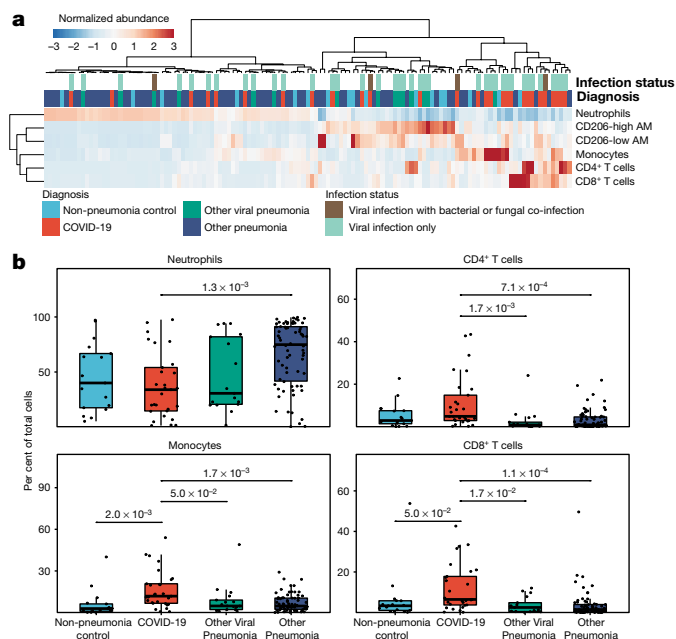 a
Normalized abundance
−3 −2 −1 0 1 2 3
Infection status
Diagnosis
Neutrophils
CD206-high AM
CD206-low AM
Monocytes
CD4⁺ T cells
CD8⁺ T cells
Diagnosis
Non-pneumonia control
COVID-19
Other viral pneumonia
Other pneumonia
Infection status
Viral infection with bacterial or fungal co-infection
Viral infection only
b
Per cent of total cells
Neutrophils
1.3 × 10⁻³
100
50
CD4⁺ T cells
7.1 × 10⁻⁴
1.7 × 10⁻³
60
40
20
Monocytes
1.7 × 10⁻³
5.0 × 10⁻²
2.0 × 10⁻³
90
60
30
Non-pneumonia control
COVID-19
Other Viral Pneumonia
Other Pneumonia
CD8⁺ T cells
1.1 × 10⁻⁴
1.7 × 10⁻²
5.0 × 10⁻²
60
40
20
Non-pneumonia control
COVID-19
Other Viral Pneumonia
Other Pneumonia